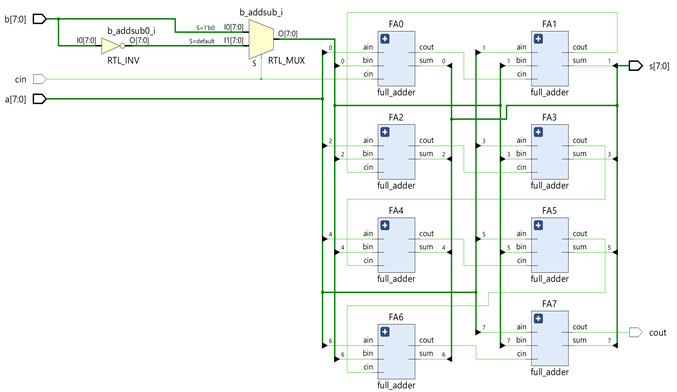 b[7:0]
b_addsub0_i
I0[7:0] O[7:0]
RTL_INV
b_addsub_i
S=1'b0 I0[7:0]
S=default I1[7:0]
O[7:0]
S RTL_MUX
cin
a[7:0]
FA0
0 ain cout
0 bin sum 0
cin
full_adder
FA1
1 ain cout
1 bin sum 1
cin
full_adder
s[7:0]
FA2
2 ain cout
2 bin sum 2
cin
full_adder
FA3
3 ain cout
3 bin sum 3
cin
full_adder
FA4
4 ain cout
4 bin sum 4
cin
full_adder
FA5
5 ain cout
5 bin sum 5
cin
full_adder
FA6
6 ain cout
6 bin sum 6
cin
full_adder
FA7
7 ain cout
7 bin sum 7
cin
full_adder
cout